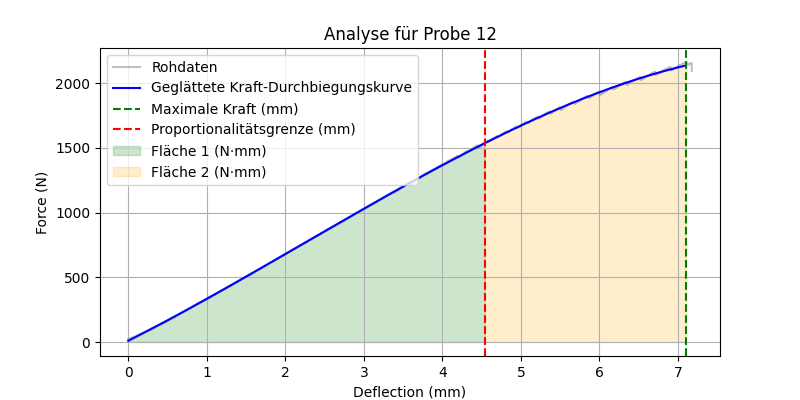 Analyse für Probe 12
Rohdaten
Geglättete Kraft-Durchbiegungskurve
Maximale Kraft (mm)
Proportionalitätsgrenze (mm)
Fläche 1 (N·mm)
Fläche 2 (N·mm)
Force (N)
2000
1500
1000
500
0
0 1 2 3 4 5 6 7
Deflection (mm)